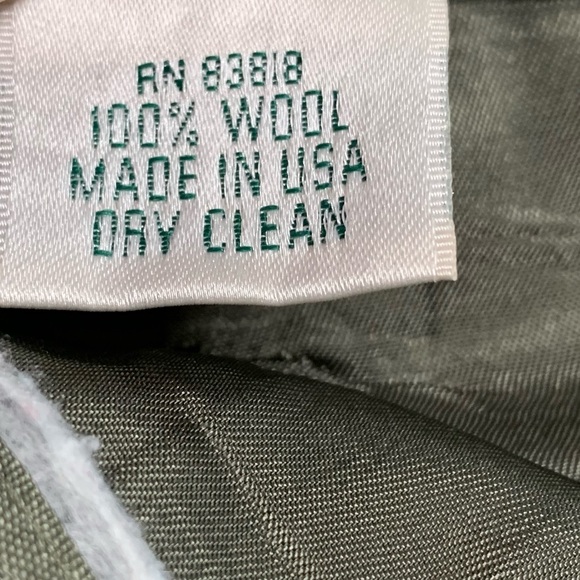 RN 83818
100% WOOL
MADE IN USA
DRY CLEAN